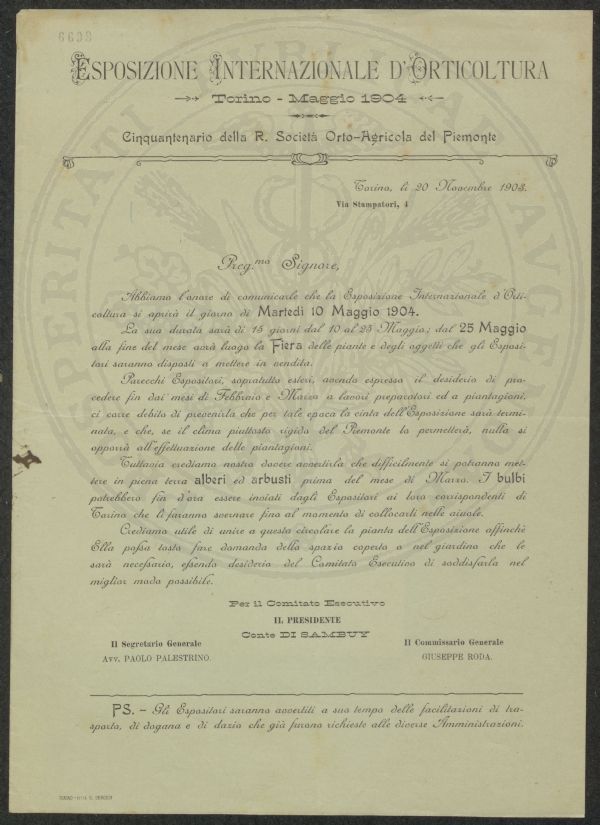 6603
ESPOSIZIONE INTERNAZIONALE D'ORTICOLTURA
Torino - Maggio 1904
Cinquantenario della R. Società Orto-Agricola del Piemonte
Torino, li 20 Novembre 1903.
Via Stampatori, 4
Preg.mo Signore,
Abbiamo l'onore di comunicarle che la Esposizione Internazionale d'Orti-
coltura si aprirà il giorno di Martedì 10 Maggio 1904.
La sua durata sarà di 15 giorni dal 10 al 25 Maggio; dal 25 Maggio
alla fine del mese avrà luogo la Fiera delle piante e degli oggetti che gli Esposi-
tori saranno disposti a mettere in vendita.
Parecchi Espositori, sopratutto esteri, avendo espresso il desiderio di pro-
cedere fin dai mesi di Febbraio e Marzo a lavori preparatori ed a piantagioni,
ci corre debito di prevenirla che per tale epoca la cinta dell'Esposizione sarà termi-
nata, e che, se il clima piuttosto rigido del Piemonte lo permetterà, nulla si
opporrà all'effettuazione delle piantagioni.
Tuttavia crediamo nostro dovere avvertirla che difficilmente si potranno met-
tere in piena terra alberi ed arbusti prima del mese di Marzo. I bulbi
potrebbero fin d'ora essere inviati dagli Espositori ai loro corrispondenti di
Torino che li faranno svernare fino al momento di collocarli nelle aiuole.
Crediamo utile di unire a questa circolare la pianta dell'Esposizione affinchè
Ella possa tosto fare domanda dello spazio coperto o nel giardino che le
sarà necessario, essendo desiderio del Comitato Esecutivo di soddisfarla nel
miglior modo possibile.
Per il Comitato Esecutivo
IL PRESIDENTE
Conte DI SAMBUY
Il Segretario Generale
Avv. PAOLO PALESTRINO.
Il Commissario Generale
GIUSEPPE RODA.
PS. - Gli Espositori saranno avvertiti a suo tempo delle facilitazioni di tra-
sporto, di dogana e di dazio che già furono richieste alle diverse Amministrazioni.